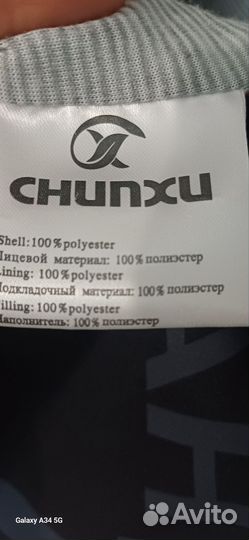 CHUNXU
Shell: 100% polyester
Лицевой материал: 100% полиэстер
Lining: 100% polyester
Подкладочный материал: 100% полиэстер
Filling: 100% polyester
Наполнитель: 100% полиэстер
Galaxy A34 5G
Avito